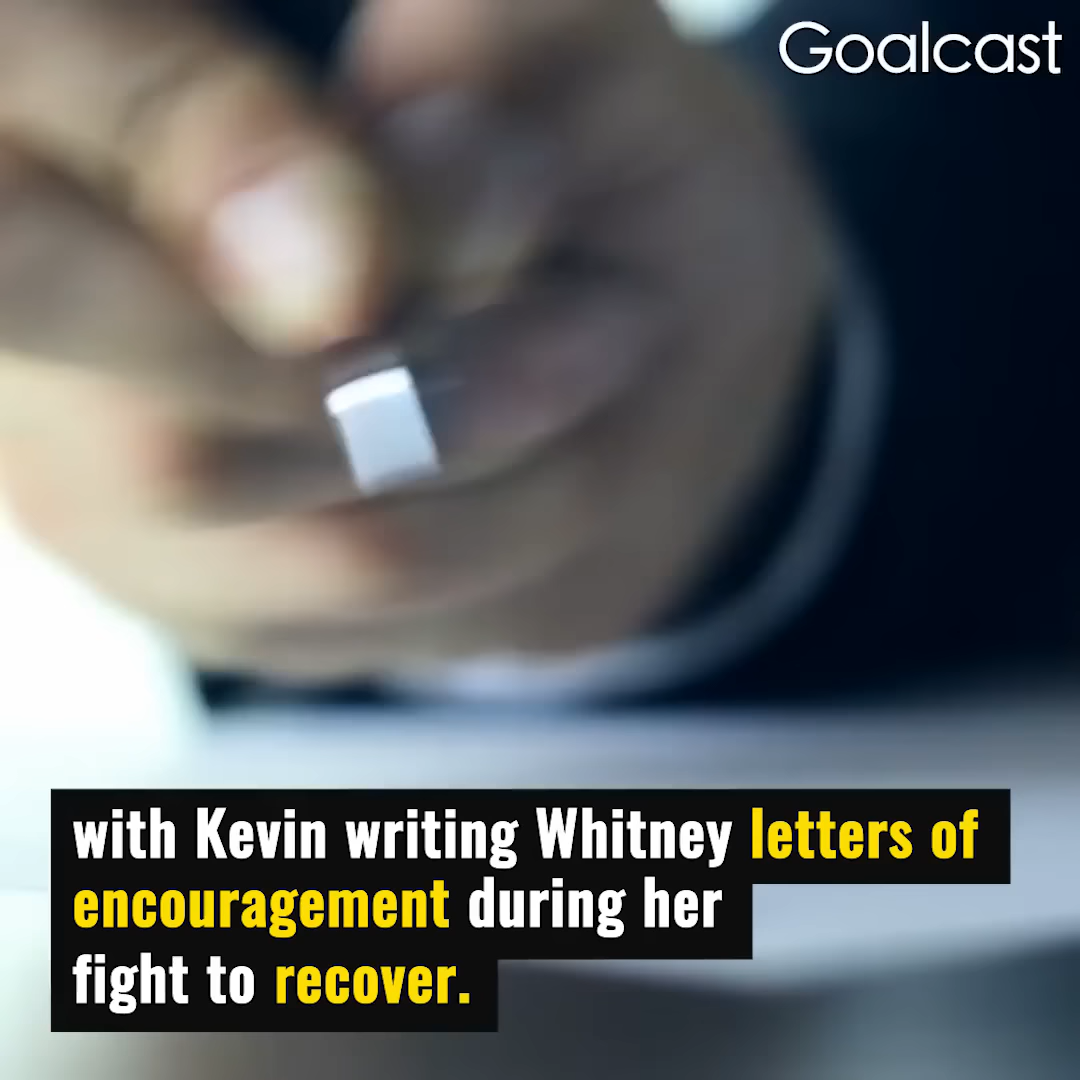 Goalcast
with Kevin writing Whitney letters of
encouragement during her
fight to recover.